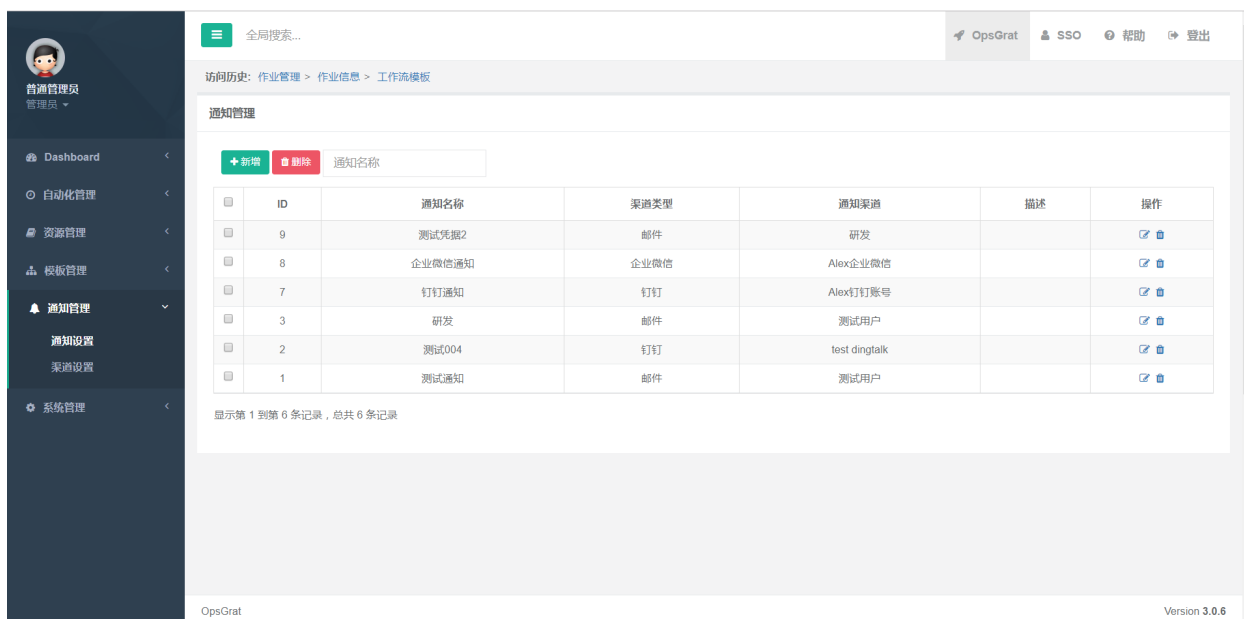 普通管理员
管理员
Dashboard
自动化管理
资源管理
模板管理
通知管理
通知设置
渠道设置
系统管理
全局搜索...
OpsGrat SSO 帮助 登出
访问历史: 作业管理 > 作业信息 > 工作流模板
通知管理
新增 删除 通知名称
ID 通知名称 渠道类型 通知渠道 描述 操作
9 测试凭据2 邮件 研发
8 企业微信通知 企业微信 Alex企业微信
7 钉钉通知 钉钉 Alex钉钉账号
3 研发 邮件 测试用户
2 测试004 钉钉 test dingtalk
1 测试通知 邮件 测试用户
显示第 1 到第 6 条记录，总共 6 条记录
OpsGrat Version 3.0.6